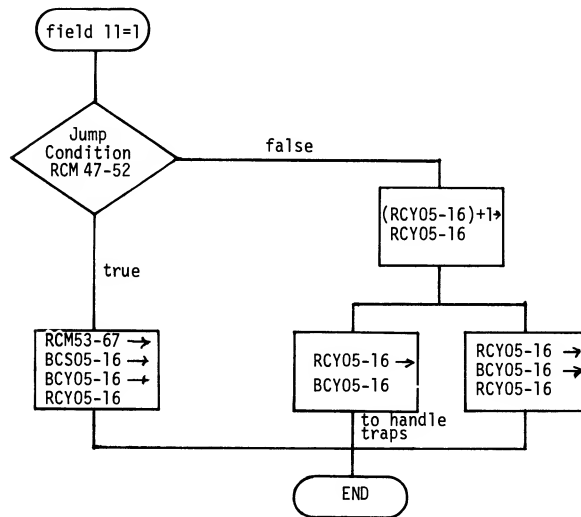 field 11=1
Jump
Condition
RCM 47-52
false
(RCY05-16)+1→
RCY05-16
true
RCM53-67 →
BCS05-16 →
BCY05-16 →
RCY05-16
RCY05-16 →
BCY05-16
RCY05-16 →
BCY05-16 →
RCY05-16
to handle
traps
END